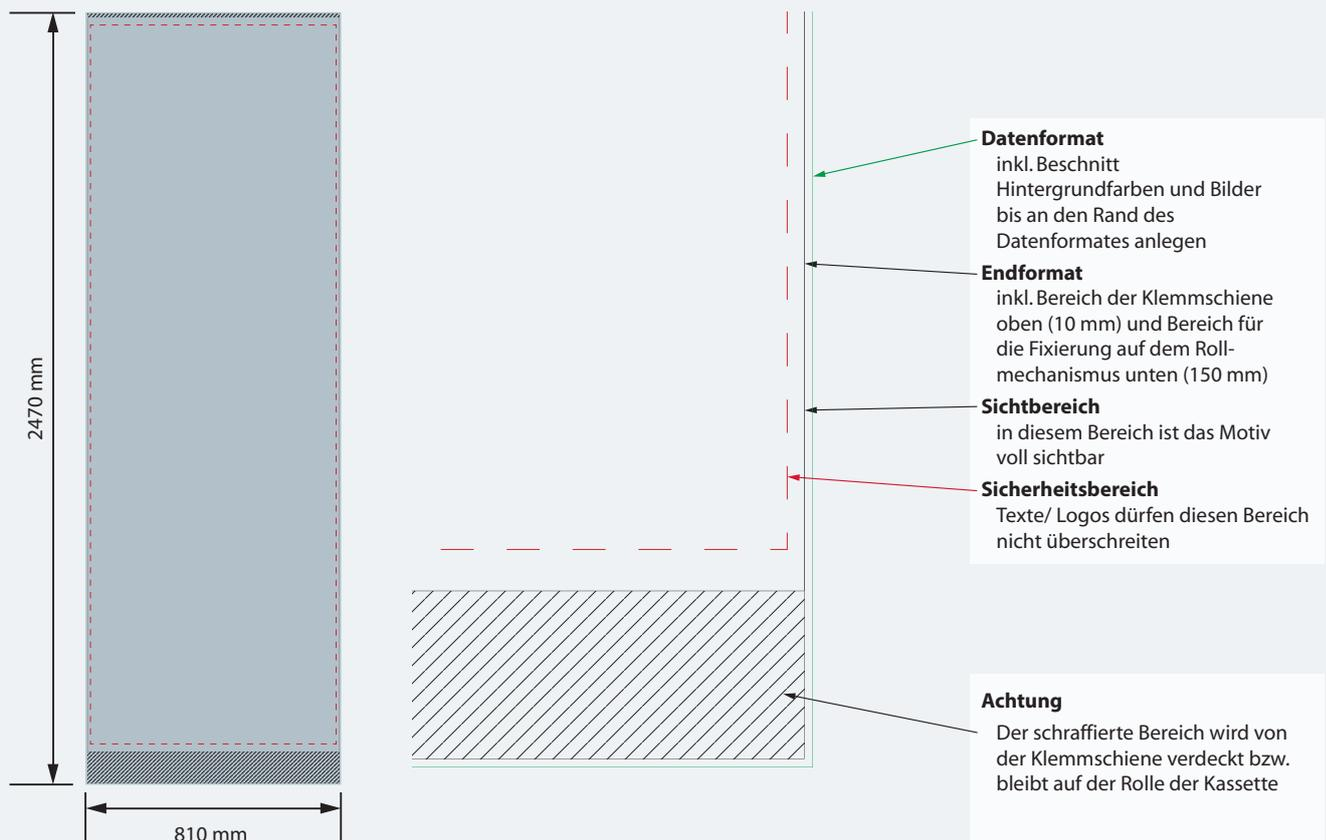 2470 mm
810 mm
Datenformat
inkl. Beschnitt
Hintergrundfarben und Bilder
bis an den Rand des
Datenformates anlegen
Endformat
inkl. Bereich der Klemmschiene
oben (10 mm) und Bereich für
die Fixierung auf dem Roll-
mechanismus unten (150 mm)
Sichtbereich
in diesem Bereich ist das Motiv
voll sichtbar
Sicherheitsbereich
Texte/ Logos dürfen diesen Bereich
nicht überschreiten
Achtung
Der schraffierte Bereich wird von
der Klemmschiene verdeckt bzw.
bleibt auf der Rolle der Kassette